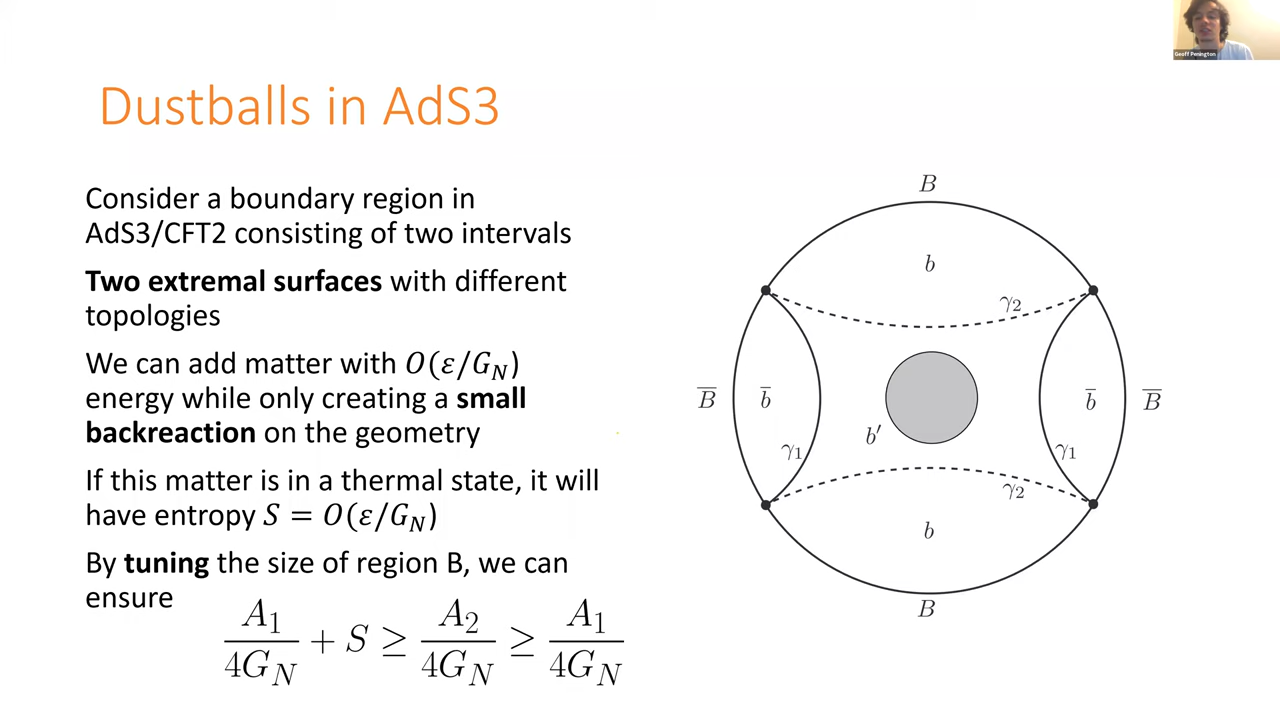 Geoff Penington
Dustballs in AdS3
Consider a boundary region in
AdS3/CFT2 consisting of two intervals
Two extremal surfaces with different
topologies
We can add matter with 𝑂(𝜀/𝐺_𝑁)
energy while only creating a small
backreaction on the geometry
If this matter is in a thermal state, it will
have entropy 𝑆 = 𝑂(𝜀/𝐺_𝑁)
By tuning the size of region B, we can
ensure
A₁/4G_N + S ≥ A₂/4G_N ≥ A₁/4G_N
B
b
γ₂
B̅
b̅
b̅
B̅
b′
γ₁
γ₁
γ₂
b
B